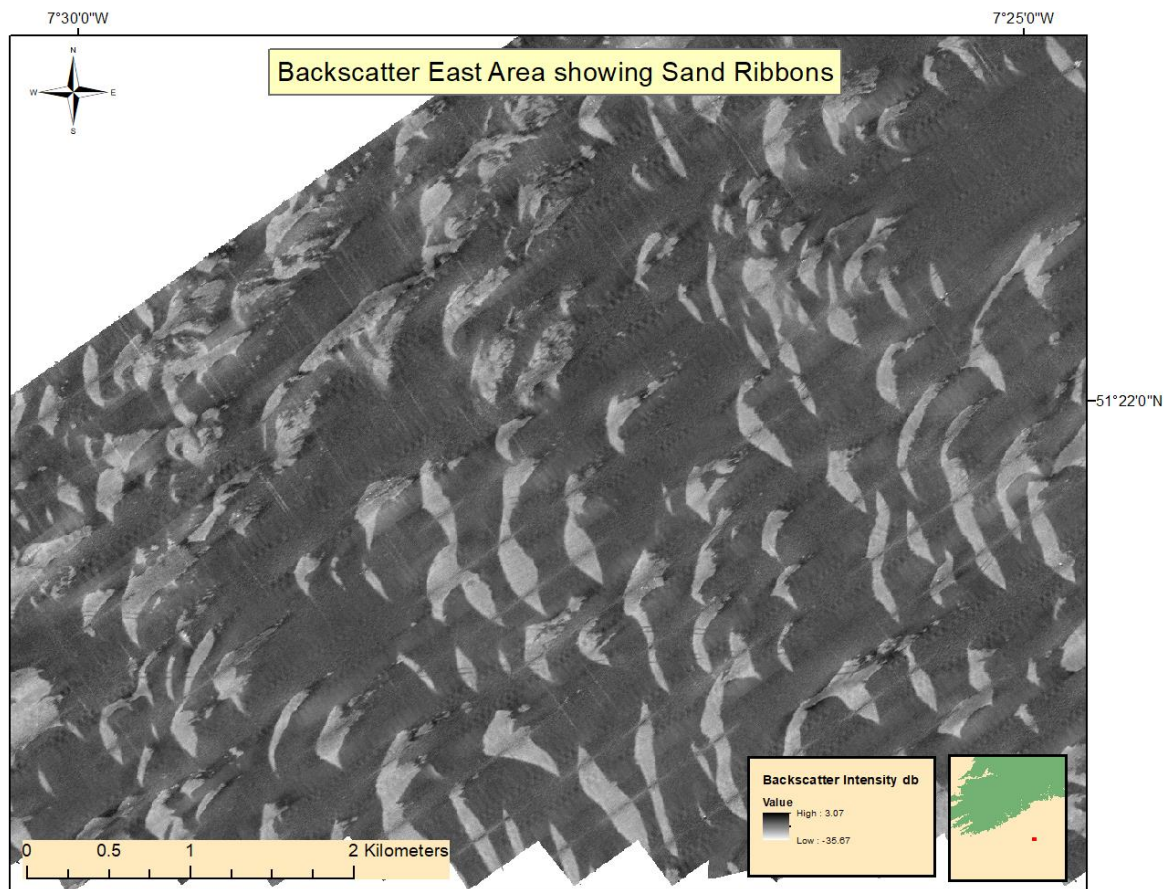 7°30'0"W
7°25'0"W
N
W E
S
Backscatter East Area showing Sand Ribbons
51°22'0"N
Backscatter Intensity db
Value
High : 3.07
Low : -35.67
0 0.5 1 2 Kilometers